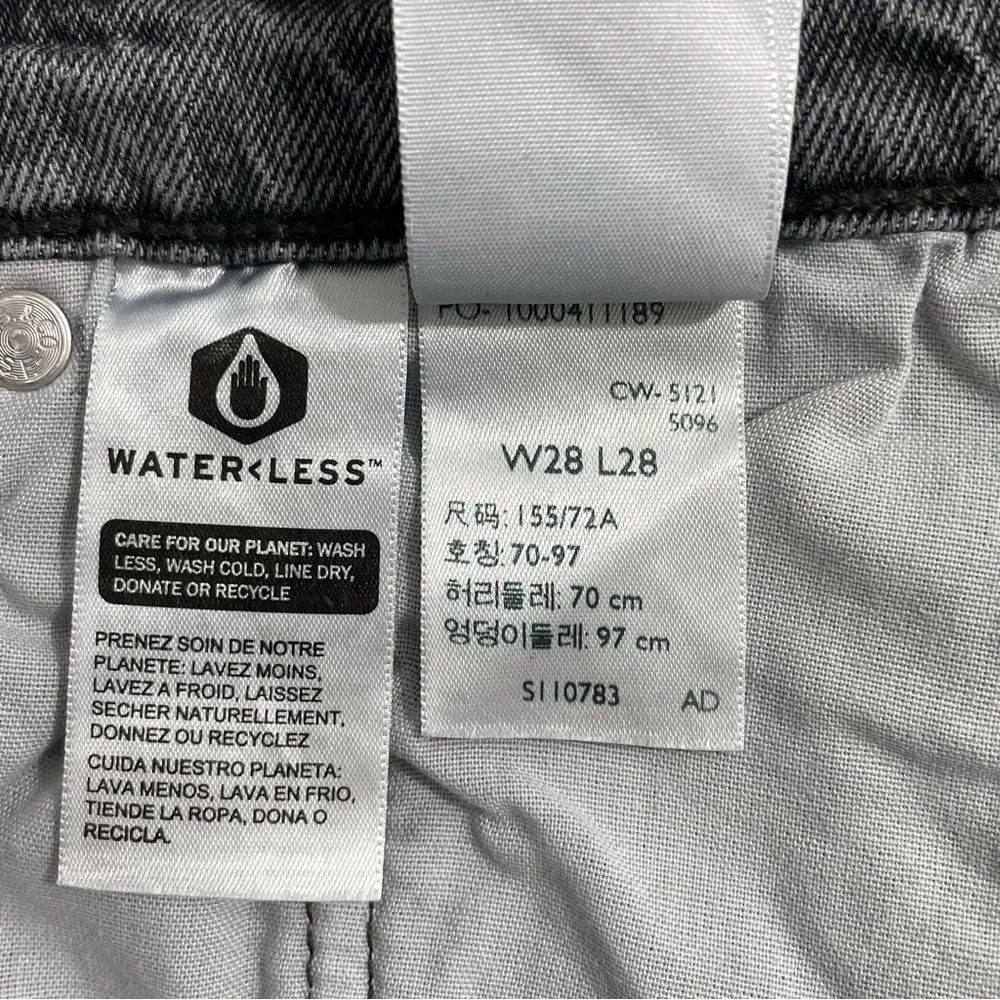 WATER<LESS™
CARE FOR OUR PLANET: WASH
LESS, WASH COLD, LINE DRY,
DONATE OR RECYCLE
PRENEZ SOIN DE NOTRE
PLANETE: LAVEZ MOINS,
LAVEZ A FROID, LAISSEZ
SECHER NATURELLEMENT,
DONNEZ OU RECYCLEZ
CUIDA NUESTRO PLANETA:
LAVA MENOS, LAVA EN FRIO,
TIENDE LA ROPA, DONA O
RECICLA.
PO- 1000411189
CW- 5121
5096
W28 L28
尺码: 155/72A
호칭: 70-97
허리둘레: 70 cm
엉덩이둘레: 97 cm
S110783 AD